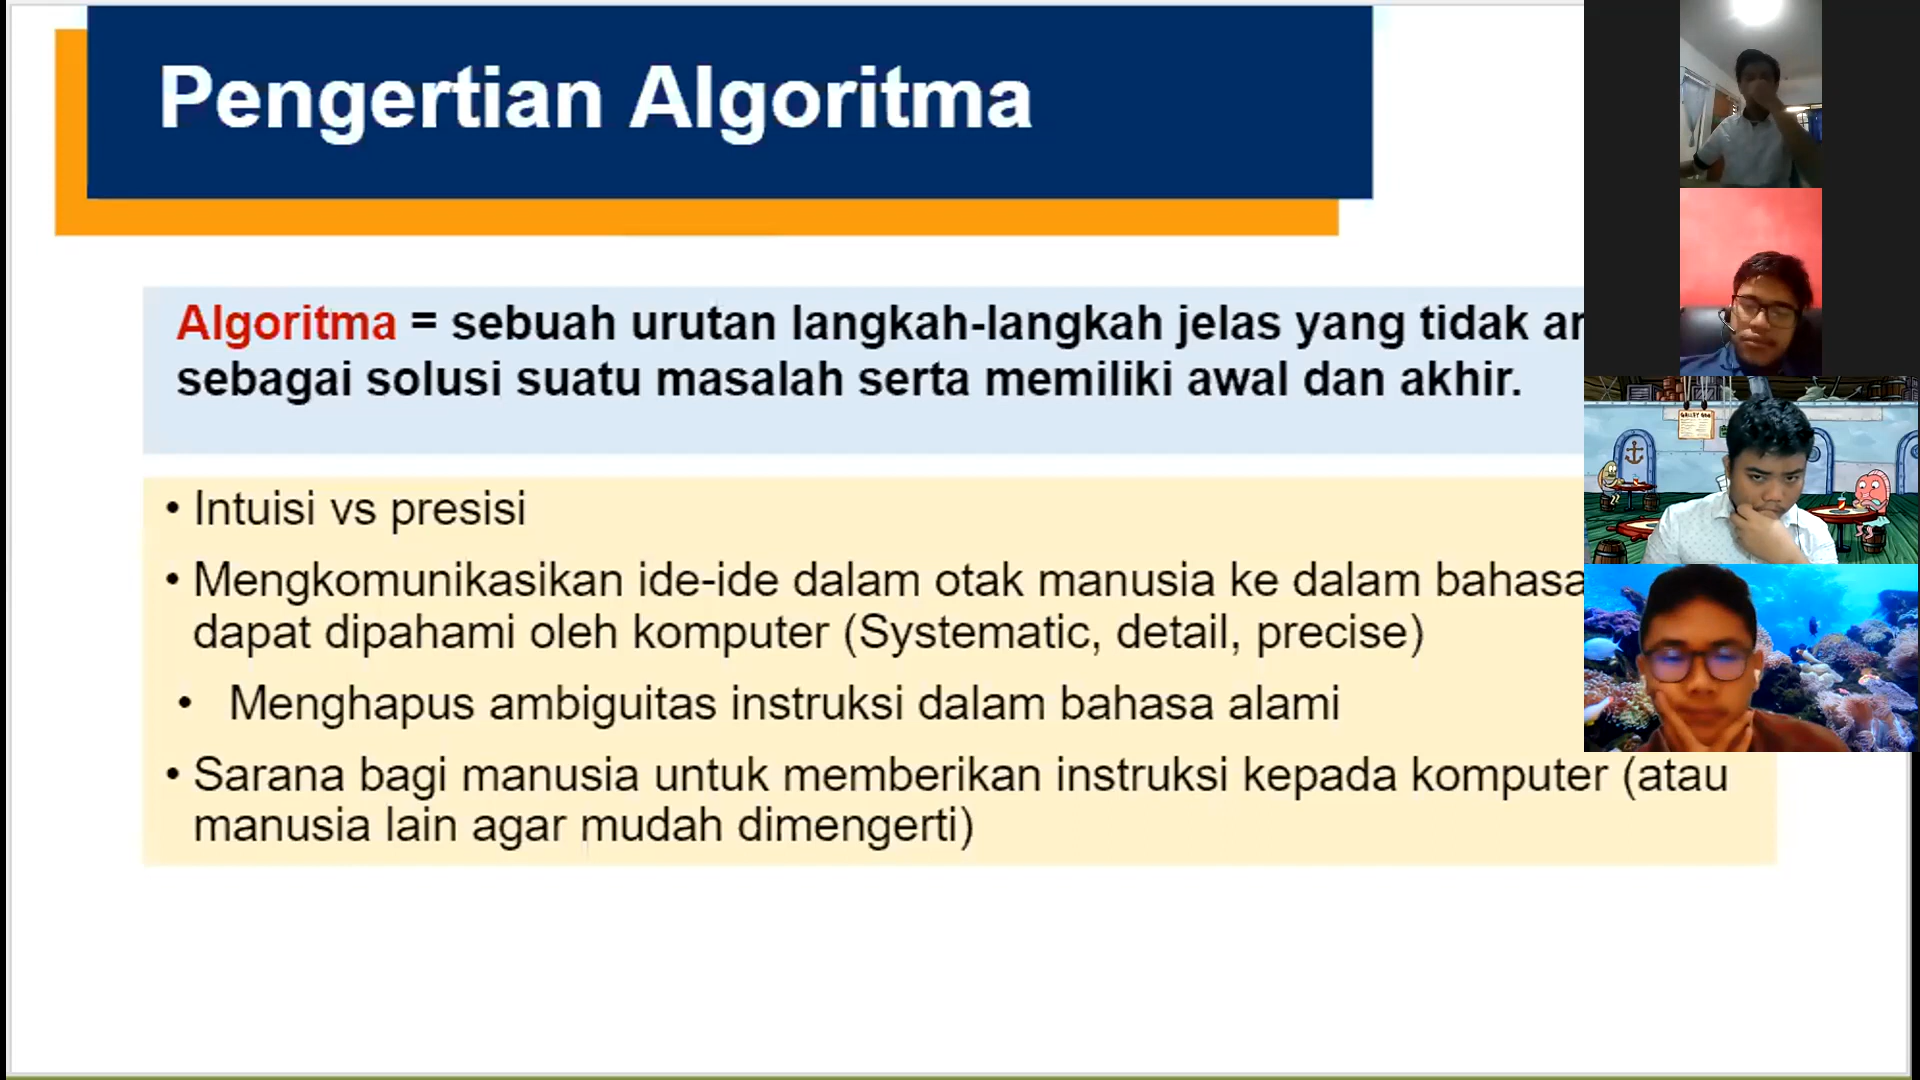 Pengertian Algoritma
Algoritma = sebuah urutan langkah-langkah jelas yang tidak
sebagai solusi suatu masalah serta memiliki awal dan akhir.
• Intuisi vs presisi
• Mengkomunikasikan ide-ide dalam otak manusia ke dalam bahasa
dapat dipahami oleh komputer (Systematic, detail, precise)
• Menghapus ambiguitas instruksi dalam bahasa alami
• Sarana bagi manusia untuk memberikan instruksi kepada komputer (atau
manusia lain agar mudah dimengerti)